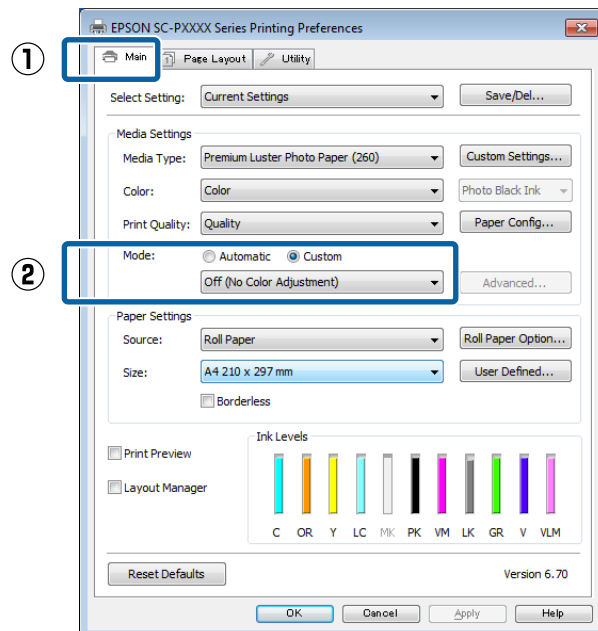 EPSON SC-PXXXX Series Printing Preferences
① Main Page Layout Utility
Select Setting: Current Settings Save/Del...
Media Settings
Media Type: Premium Luster Photo Paper (260) Custom Settings...
Color: Color Photo Black Ink
Print Quality: Quality Paper Config...
Mode: Automatic Custom
② Off (No Color Adjustment) Advanced...
Paper Settings
Source: Roll Paper Roll Paper Option...
Size: A4 210 x 297 mm User Defined...
Borderless
Ink Levels
Print Preview
Layout Manager
C OR Y LC MK PK VM LK GR V VLM
Reset Defaults Version 6.70
OK Cancel Apply Help